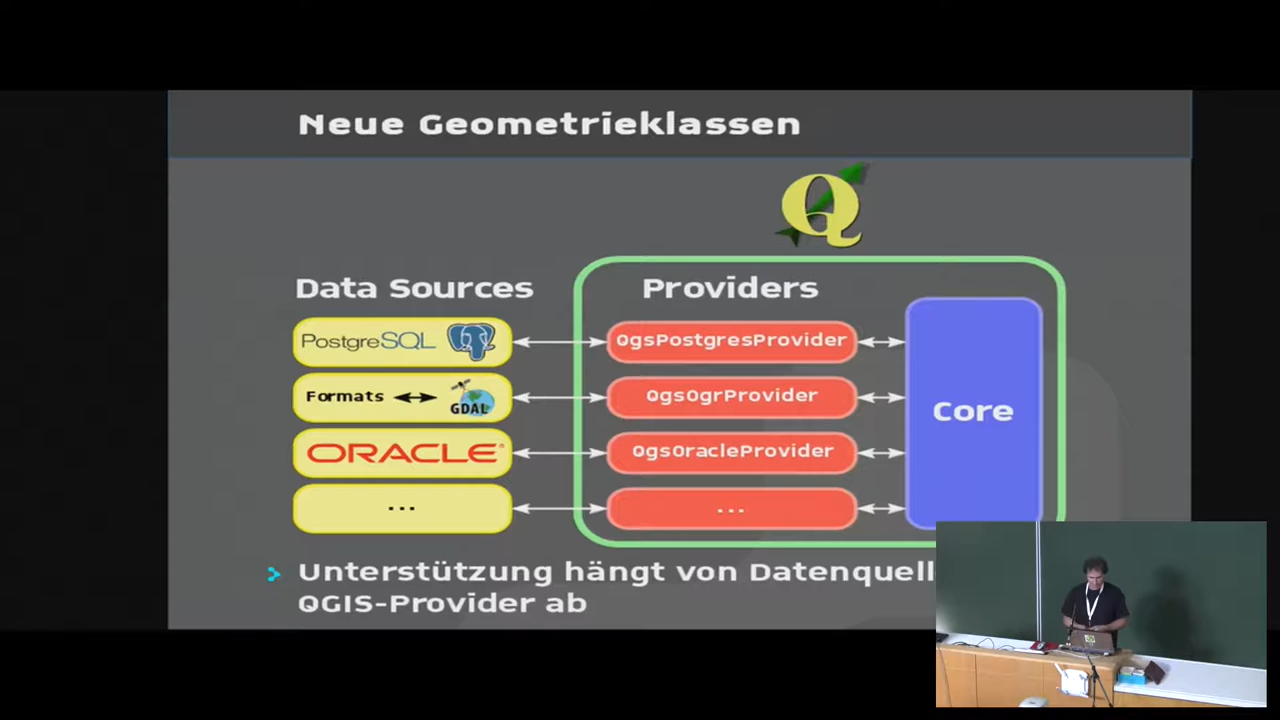 Neue Geometrieklassen
Q
Data Sources
Providers
PostgreSQL
QgsPostgresProvider
Formats
GDAL
QgsOgrProvider
Core
ORACLE
QgsOracleProvider
...
...
Unterstützung hängt von
QGIS-Provider ab